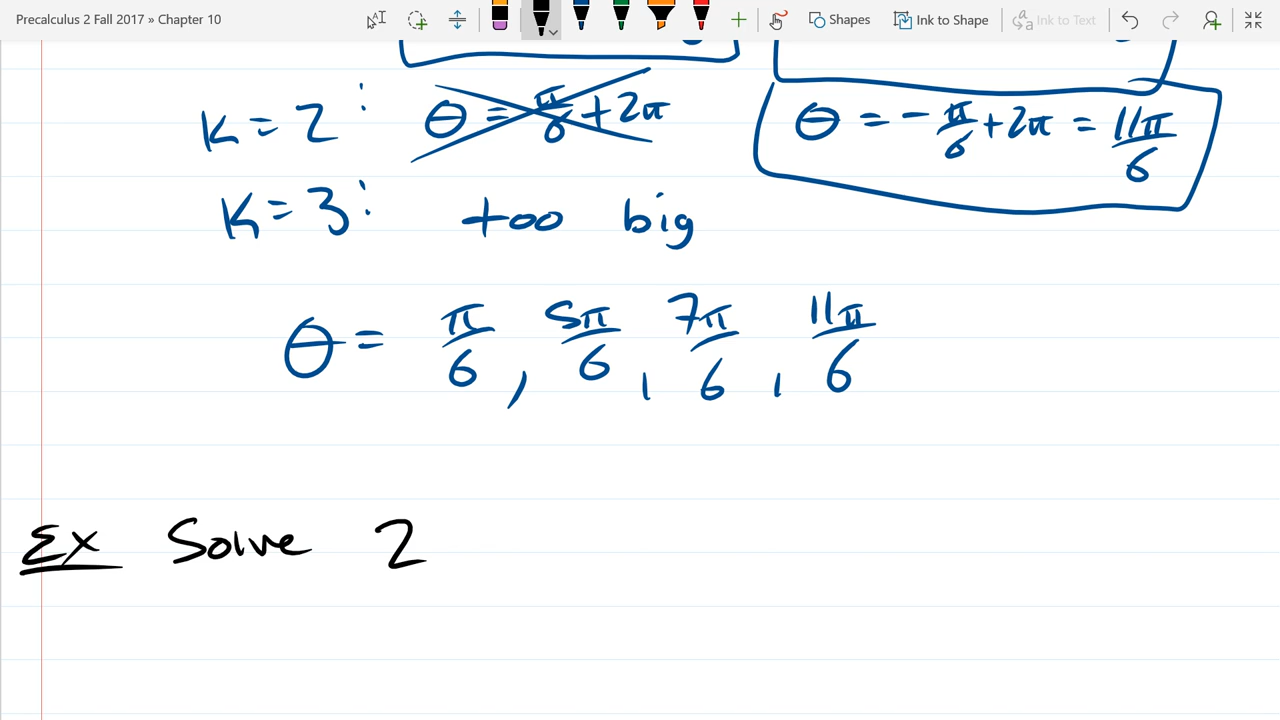 Precalculus 2 Fall 2017 » Chapter 10 Shapes Ink to Shape Ink to Text
K = 2 : θ = π/6 + 2π θ = - π/6 + 2π = 11π/6
K = 3 : too big
θ = π/6 , 5π/6 , 7π/6 , 11π/6
Ex Solve 2